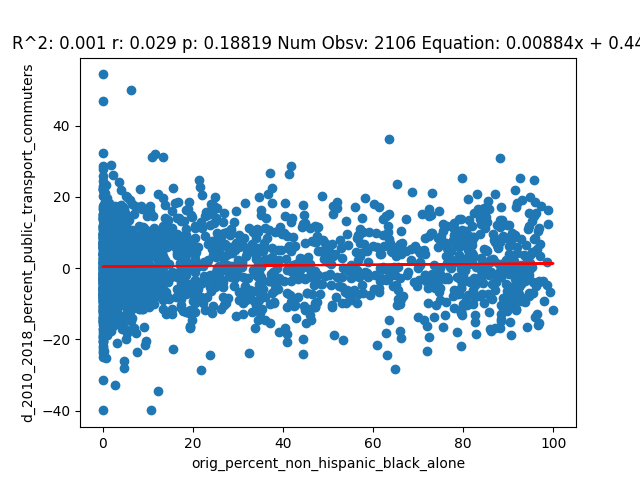 R^2: 0.001 r: 0.029 p: 0.18819 Num Obsv: 2106 Equation: 0.00884x + 0.44
d_2010_2018_percent_public_transport_commuters
40
20
0
−20
−40
0 20 40 60 80 100
orig_percent_non_hispanic_black_alone